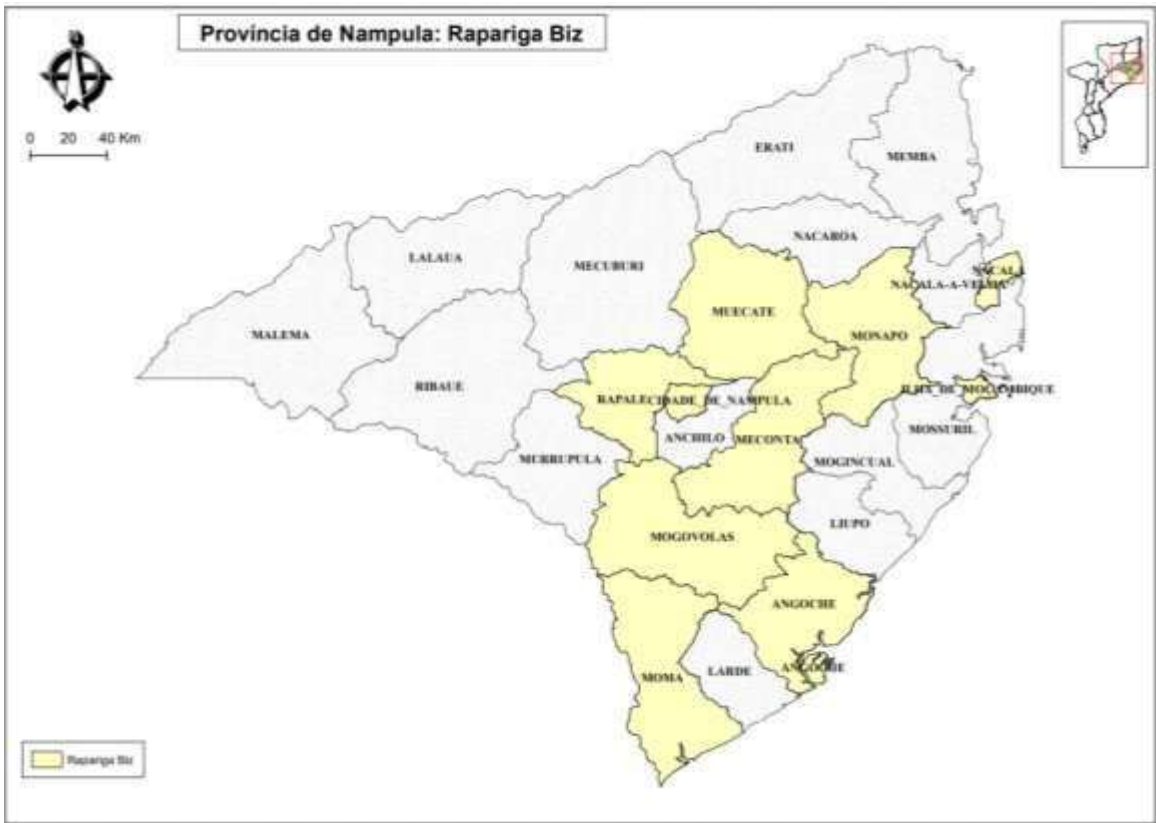 Província de Nampula: Rapariga Biz
0 20 40 Km
ERATI
MEMBA
NACAROA
LALAUA
MECUBURI
NACALA
NACALA-A-VELHA
MUECATE
MALEMA
MONAPO
RIBAUE
ILHA_DE_MOÇAMBIQUE
RAPALE
CIDADE_DE_NAMPULA
MOSSURIL
ANCHILO
MECONTA
MURRUPULA
MOGINCUAL
LIUPO
MOGOVOLAS
ANGOCHE
ANGOCHE
LARDE
MOMA
Rapariga Biz